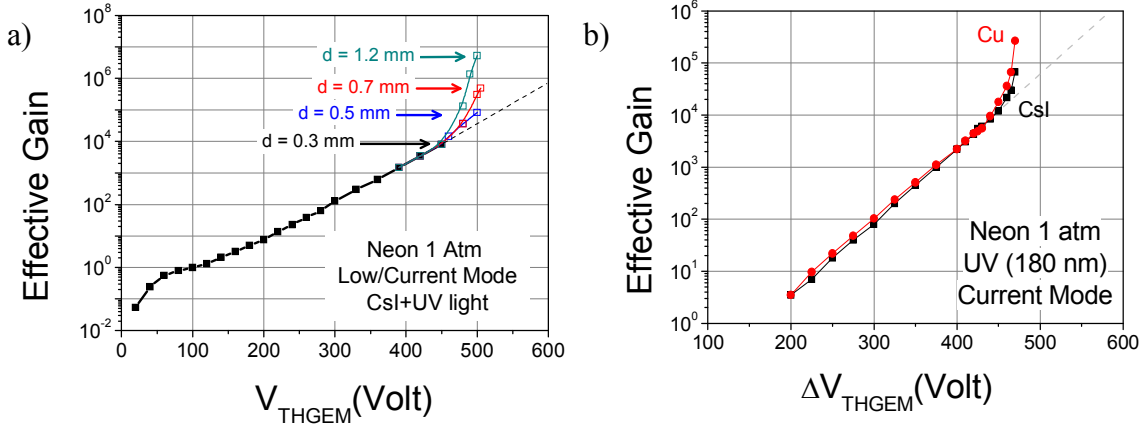 a)
Effective Gain
10^8
10^6
10^4
10^2
10^0
10^-2
d = 1.2 mm
d = 0.7 mm
d = 0.5 mm
d = 0.3 mm
Neon 1 Atm
Low/Current Mode
CsI+UV light
0 100 200 300 400 500 600
V_THGEM(Volt)
b)
Effective Gain
10^6
10^5
10^4
10^3
10^2
10^1
10^0
Cu
CsI
Neon 1 atm
UV (180 nm)
Current Mode
100 200 300 400 500 600
ΔV_THGEM(Volt)